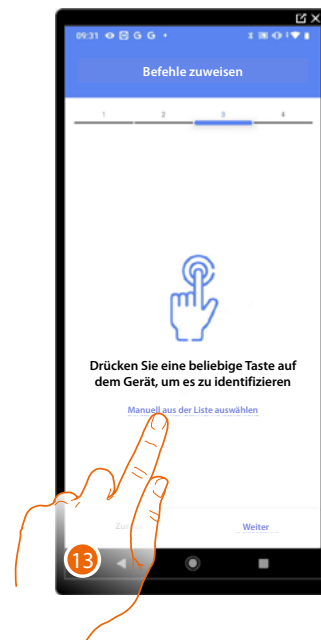 09:31 G G
Befehle zuweisen
1 2 3 4
Drücken Sie eine beliebige Taste auf
dem Gerät, um es zu identifizieren
Manuell aus der Liste auswählen
Weiter
13